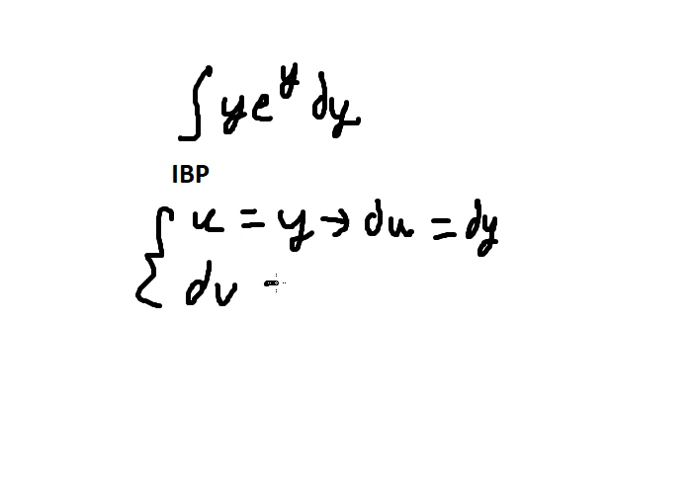 ∫ye^y dy
IBP
{ u = y → du = dy
dv -